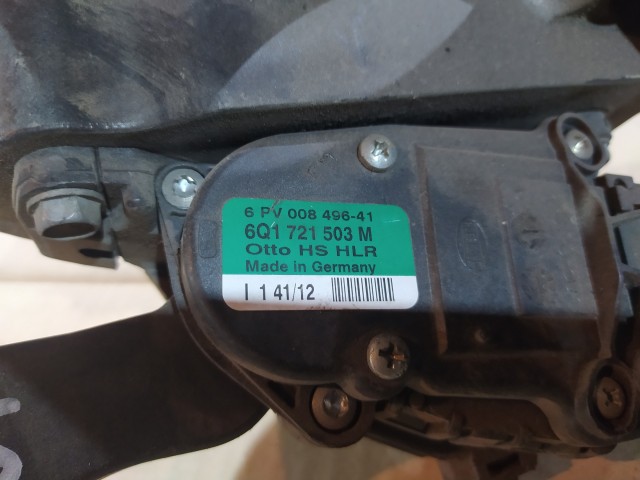 6 PV 008 496-41
6Q1 721 503 M
Otto HS HLR
Made in Germany
I 1 41/12